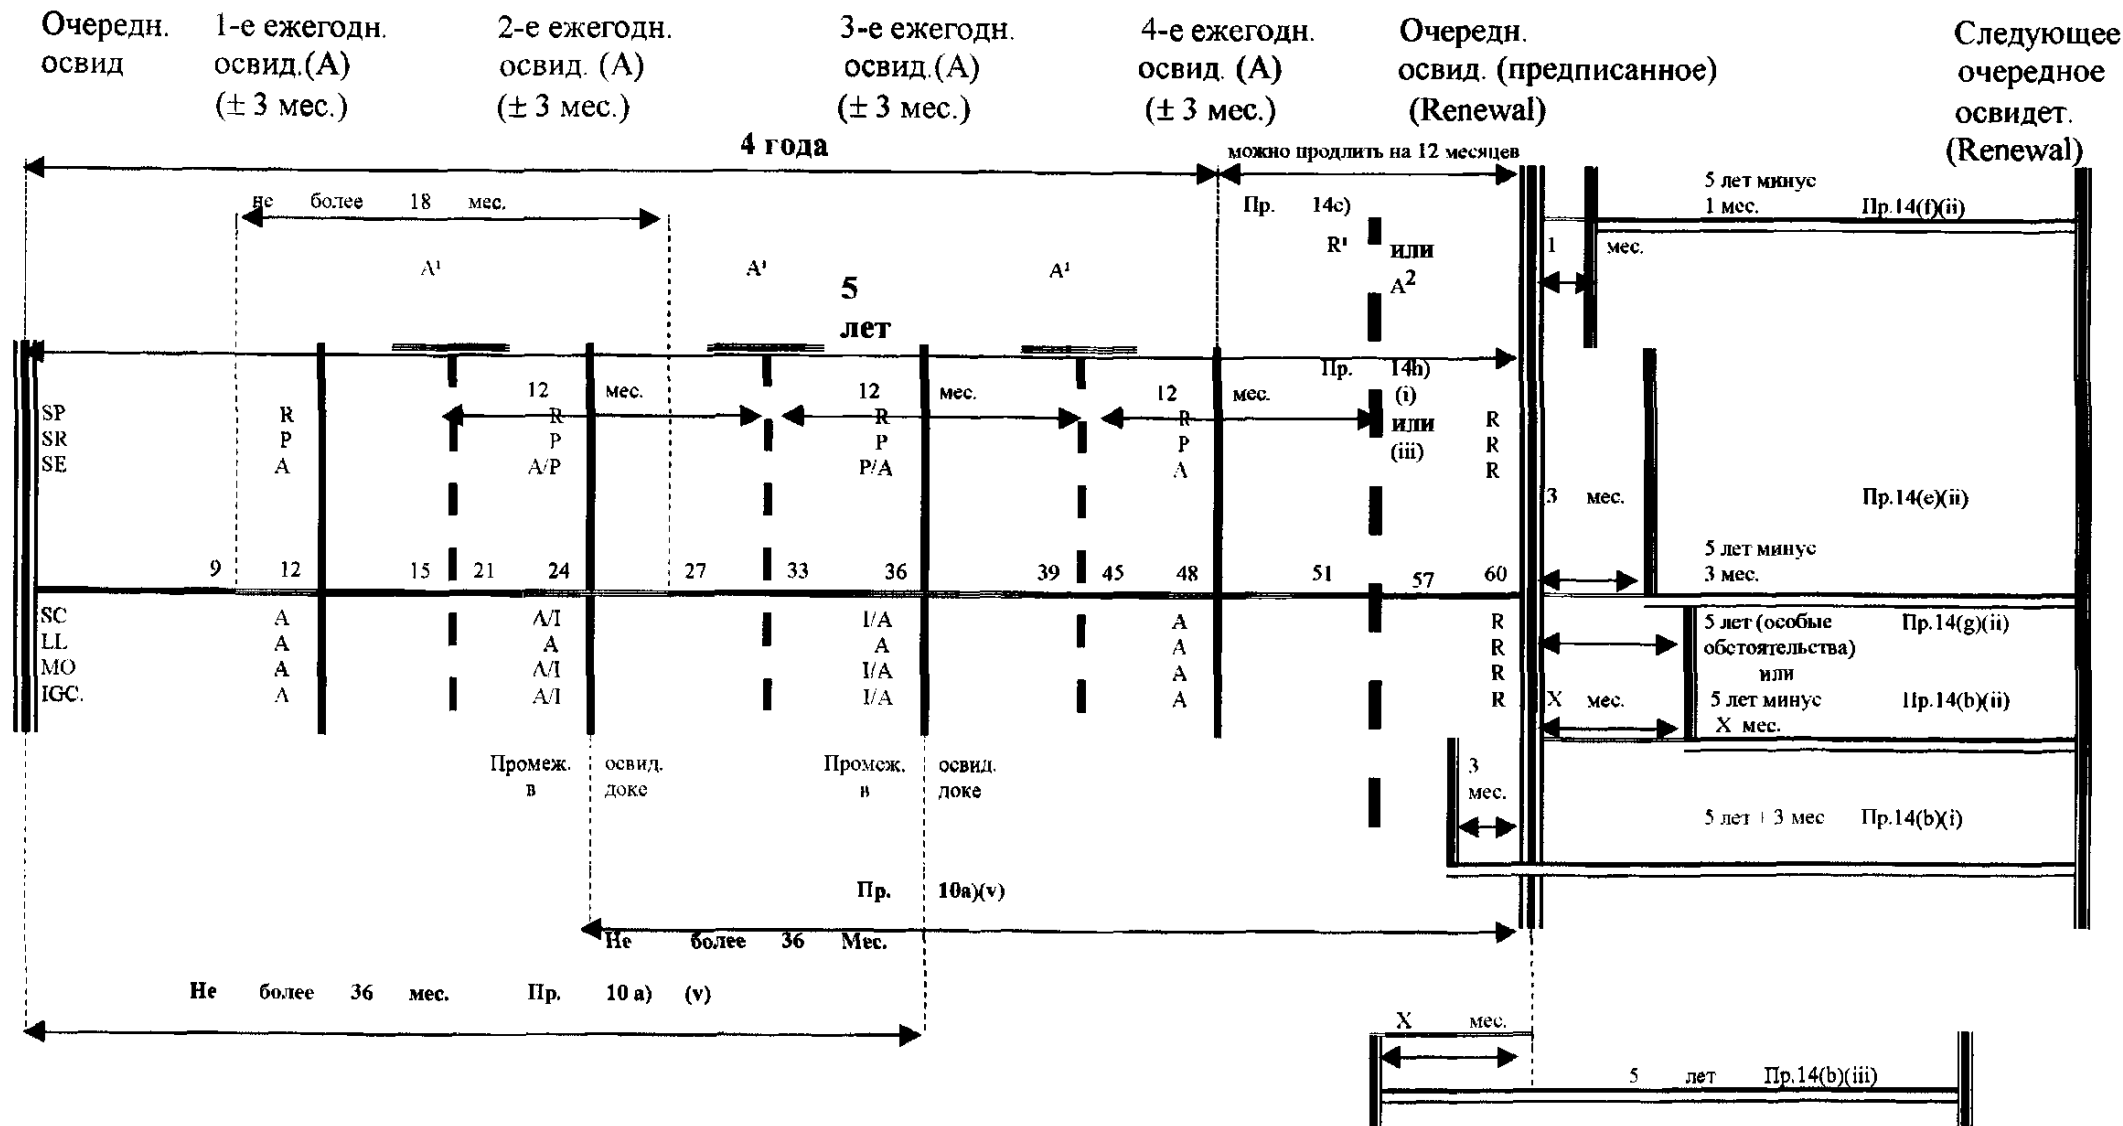 Очередн. 1-е ежегодн. 2-е ежегодн. 3-е ежегодн. 4-е ежегодн. Очередн. Следующее
освид освид.(А) освид. (А) освид.(А) освид. (А) освид. (предписанное) очередное
(± 3 мес.) (± 3 мес.) (± 3 мес.) (± 3 мес.) (Renewal) освидет.
(Renewal)
4 года
можно продлить на 12 месяцев
не более 18 мес.
5 лет минус
1 мес. Пр.14(f)(ii)
Пр. 14c)
R¹ или
A²
1 мес.
A¹ A¹ A¹
5
лет
Пр. 14h)
(i)
или
(iii)
12 мес. 12 мес. 12 мес.
SP R R R R R
SR P P P P R
SE A A/P P/A A R
3 мес. Пр.14(e)(ii)
5 лет минус
3 мес.
9 12 15 21 24 27 33 36 39 45 48 51 57 60
SC A A/I I/A A R
LL A A A A R
MO A A/I I/A A R
IGC. A A/I I/A A R
5 лет (особые Пр.14(g)(ii)
обстоятельства)
или
X мес. 5 лет минус Пр.14(b)(ii)
X мес.
Промеж. освид. Промеж. освид.
в доке в доке
3
мес.
5 лет + 3 мес Пр.14(b)(i)
Пр. 10a)(v)
Не более 36 Мес.
Не более 36 мес. Пр. 10 a) (v)
X мес.
5 лет Пр.14(b)(iii)